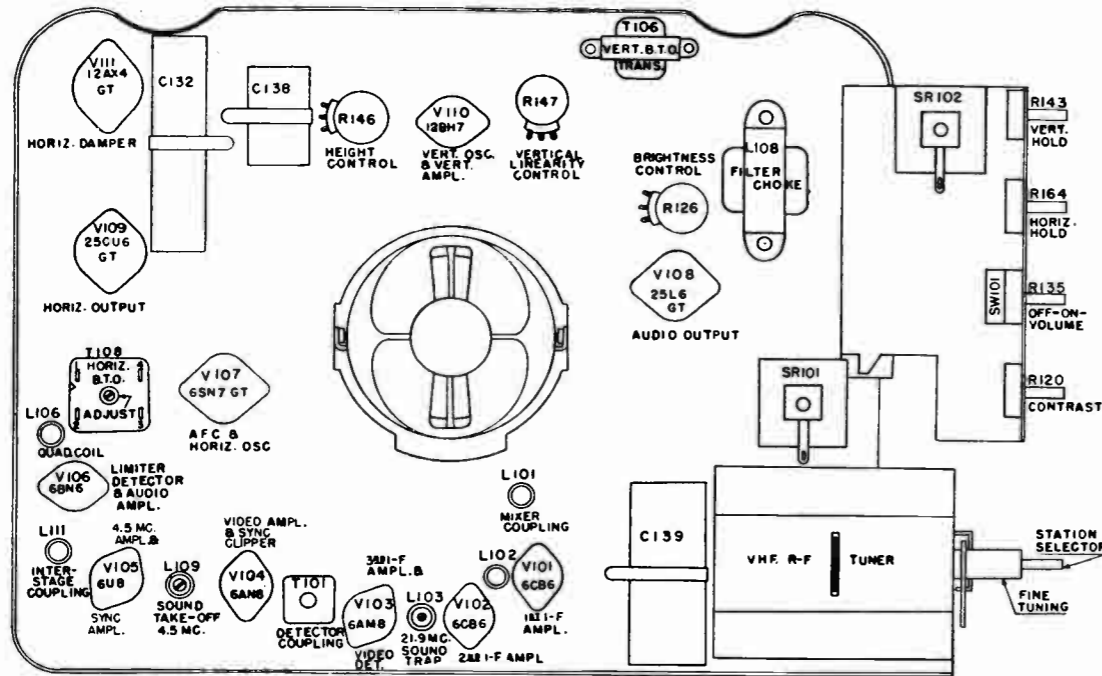 V111
12AX4
GT
HORIZ. DAMPER
C132
C138
R146
HEIGHT
CONTROL
V110
12BH7
VERT. OSC.
& VERT.
AMPL.
R147
VERTICAL
LINEARITY
CONTROL
T106
VERT. B.T.O.
TRANS.
BRIGHTNESS
CONTROL
R126
L108
FILTER CHOKE
SR102
R143
VERT.
HOLD
R164
HORIZ.
HOLD
SW101
R135
OFF-ON-
VOLUME
R120
CONTRAST
V109
25CU6
GT
HORIZ. OUTPUT
V108
25L6
GT
AUDIO OUTPUT
SR101
T108
HORIZ.
B.T.O.
ADJUST
V107
6SN7 GT
AFC &
HORIZ. OSC
L106
QUAD.COIL
V106
6BN6
LIMITER
DETECTOR
& AUDIO
AMPL.
L101
MIXER
COUPLING
L111
INTER-
STAGE
COUPLING
4.5 MC.
AMPL.&
V105
6U8
SYNC
AMPL.
L109
SOUND
TAKE-OFF
4.5 MC.
VIDEO AMPL.
& SYNC
CLIPPER
V104
6AN8
T101
DETECTOR
COUPLING
3RD I-F
AMPL.&
V103
6AM8
VIDEO
DET.
L103
21.9 MC.
SOUND
TRAP
V102
6CB6
2ND I-F AMPL
L102
V101
6CB6
1ST I-F
AMPL.
C139
VHF. R-F TUNER
STATION
SELECTOR
FINE
TUNING